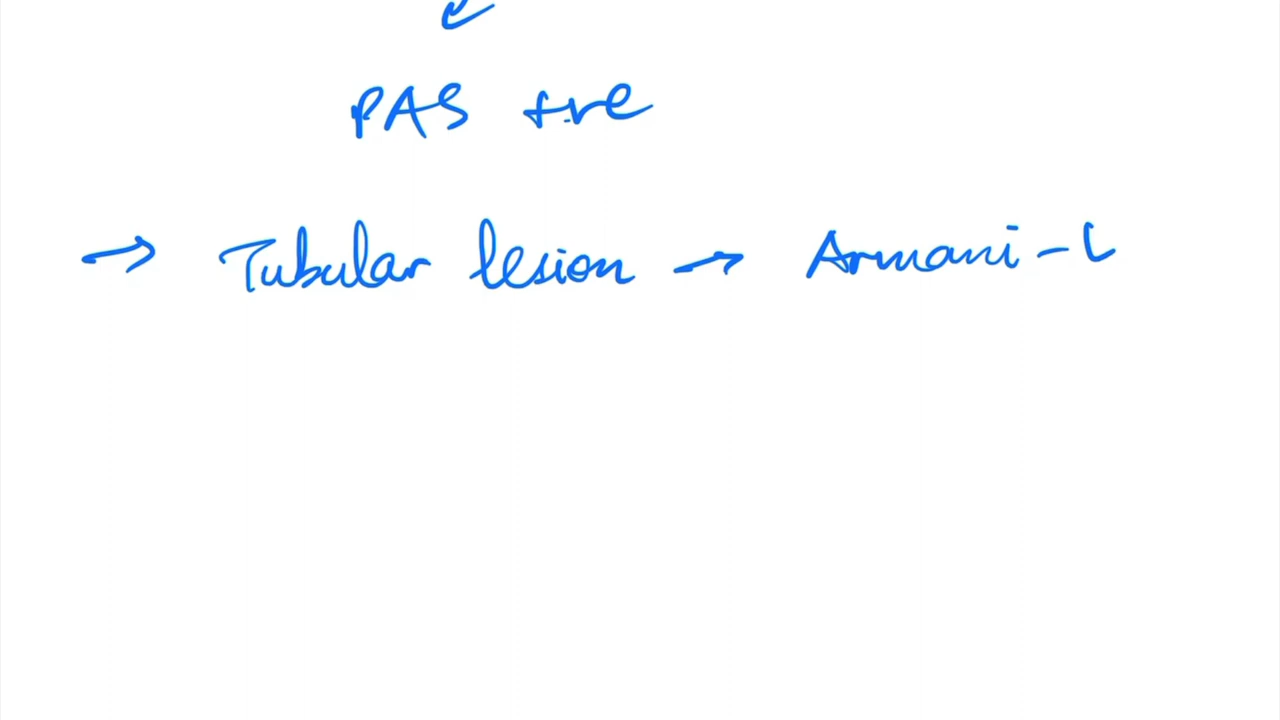 PAS +ve
→ Tubular lesion → Armani-L